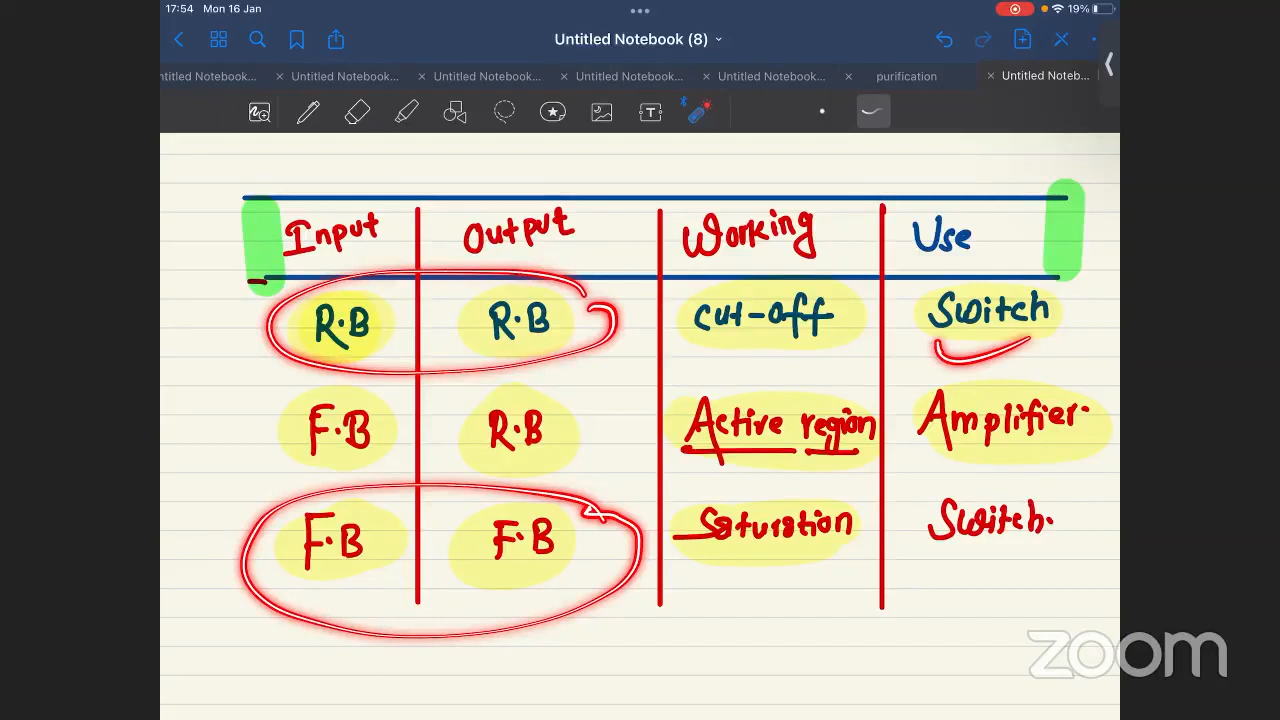 17:54 Mon 16 Jan
19%
Untitled Notebook (8)
ntitled Notebook... Untitled Notebook... Untitled Notebook... Untitled Notebook... Untitled Notebook... purification Untitled Noteb...
Input Output Working Use
R.B R.B cut-off Switch
F.B R.B Active region Amplifier.
F.B F.B Saturation Switch.
zoom